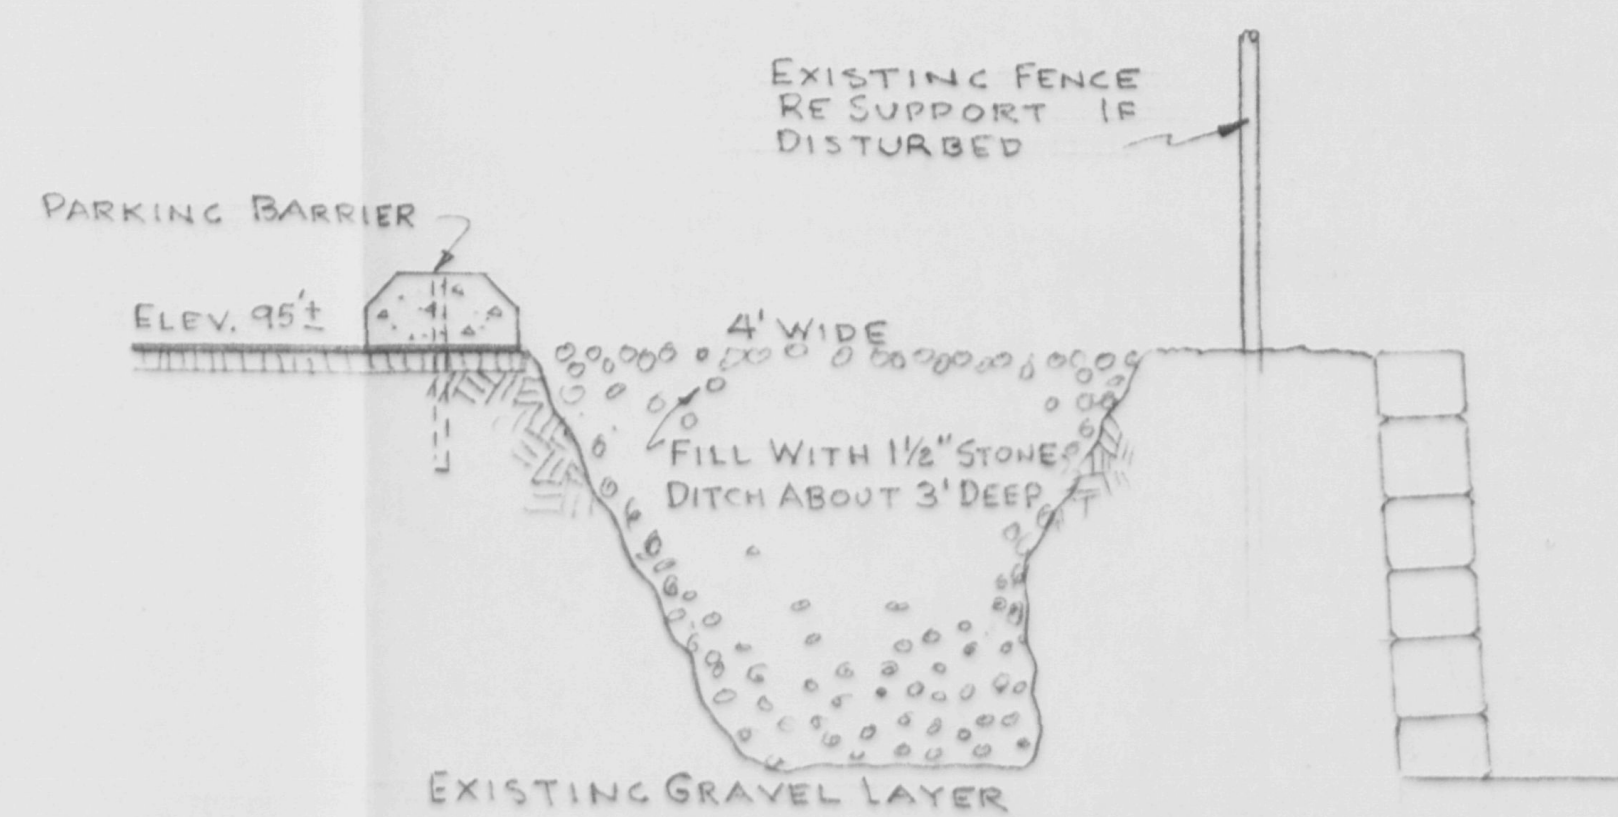 EXISTING FENCE
RE SUPPORT IF
DISTURBED
PARKING BARRIER
ELEV. 95'±
4' WIDE
FILL WITH 1½" STONE
DITCH ABOUT 3' DEEP
EXISTING GRAVEL LAYER